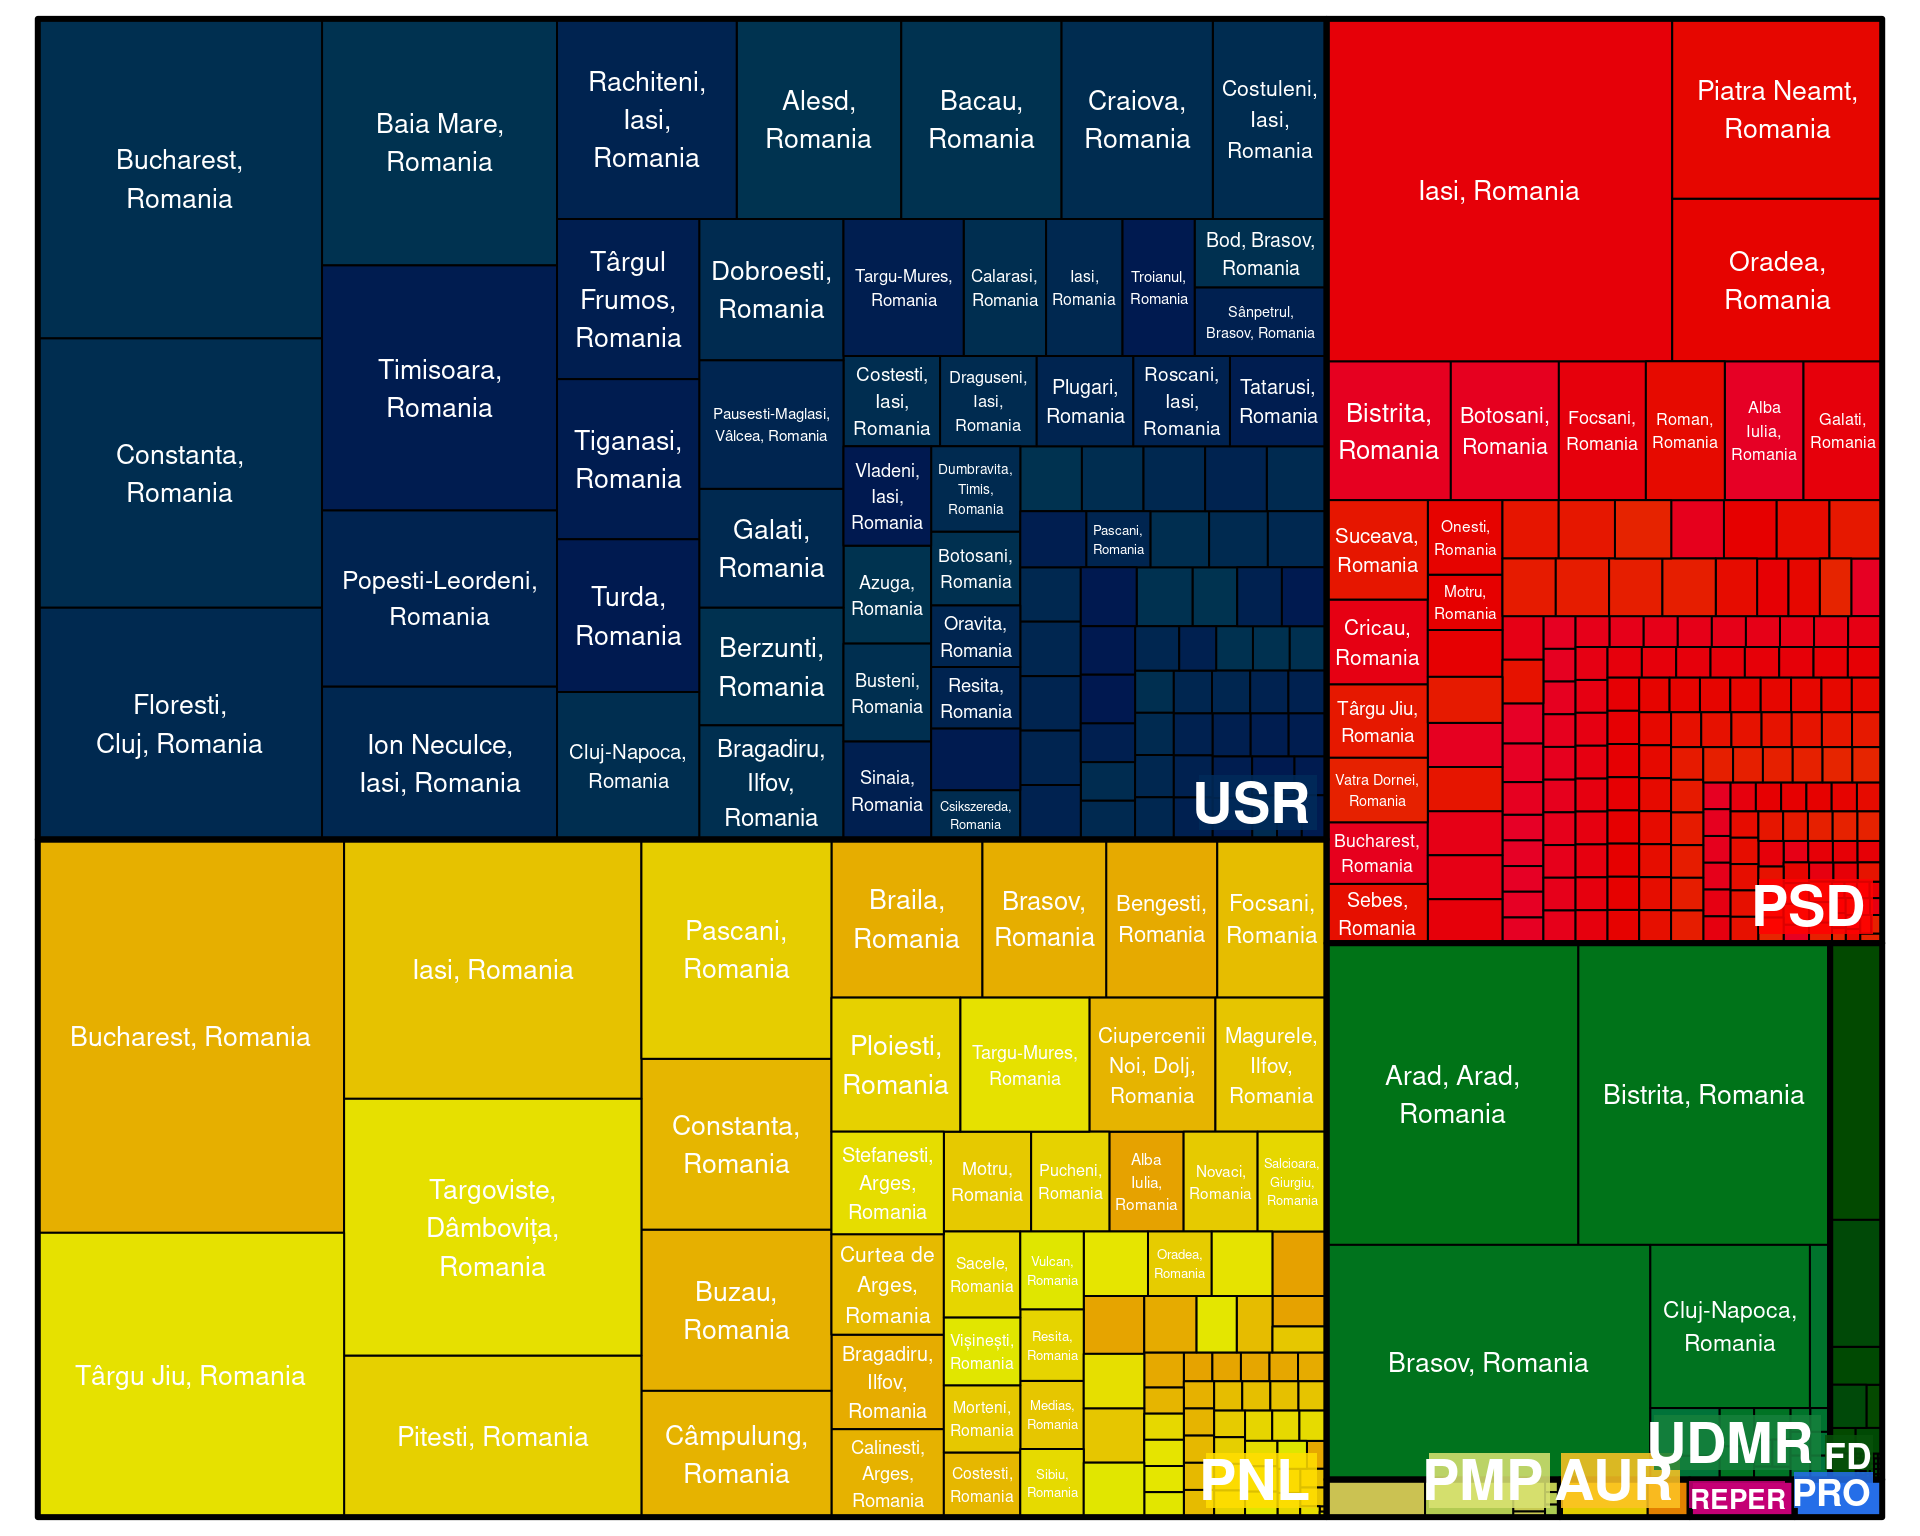 Bucharest,
Romania
Constanta,
Romania
Floresti,
Cluj, Romania
Baia Mare,
Romania
Timisoara,
Romania
Popesti-Leordeni,
Romania
Ion Neculce,
Iasi, Romania
Rachiteni,
Iasi,
Romania
Alesd,
Romania
Bacau,
Romania
Craiova,
Romania
Costuleni,
Iasi,
Romania
Târgul
Frumos,
Romania
Tiganasi,
Romania
Turda,
Romania
Cluj-Napoca,
Romania
Dobroesti,
Romania
Pausesti-Maglasi,
Vâlcea, Romania
Galati,
Romania
Berzunti,
Romania
Bragadiru,
Ilfov,
Romania
Targu-Mures,
Romania
Calarasi,
Romania
Iasi,
Romania
Troianul,
Romania
Bod, Brasov,
Romania
Sânpetrul,
Brasov, Romania
Costesti,
Iasi,
Romania
Draguseni,
Iasi,
Romania
Plugari,
Romania
Roscani,
Iasi,
Romania
Tatarusi,
Romania
Vladeni,
Iasi,
Romania
Azuga,
Romania
Busteni,
Romania
Sinaia,
Romania
Dumbravita,
Timis,
Romania
Botosani,
Romania
Oravita,
Romania
Resita,
Romania
Csikszereda,
Romania
Pascani,
Romania
USR
Iasi, Romania
Piatra Neamt,
Romania
Oradea,
Romania
Bistrita,
Romania
Botosani,
Romania
Focsani,
Romania
Roman,
Romania
Alba
Iulia,
Romania
Galati,
Romania
Suceava,
Romania
Cricau,
Romania
Târgu Jiu,
Romania
Vatra Dornei,
Romania
Bucharest,
Romania
Sebes,
Romania
Onesti,
Romania
Motru,
Romania
PSD
Bucharest, Romania
Târgu Jiu, Romania
Iasi, Romania
Targoviste,
Dâmbovița,
Romania
Pitesti, Romania
Pascani,
Romania
Constanta,
Romania
Buzau,
Romania
Câmpulung,
Romania
Braila,
Romania
Brasov,
Romania
Bengesti,
Romania
Focsani,
Romania
Ploiesti,
Romania
Targu-Mures,
Romania
Ciupercenii
Noi, Dolj,
Romania
Magurele,
Ilfov,
Romania
Stefanesti,
Arges,
Romania
Curtea de
Arges,
Romania
Bragadiru,
Ilfov,
Romania
Calinesti,
Arges,
Romania
Motru,
Romania
Pucheni,
Romania
Alba
Iulia,
Romania
Novaci,
Romania
Salcioara,
Giurgiu,
Romania
Sacele,
Romania
Vișinești,
Romania
Morteni,
Romania
Costesti,
Romania
Vulcan,
Romania
Resita,
Romania
Medias,
Romania
Sibiu,
Romania
Oradea,
Romania
PNL
Arad, Arad,
Romania
Bistrita, Romania
Brasov, Romania
Cluj-Napoca,
Romania
UDMR
FD
PMP
AUR
REPER
PRO